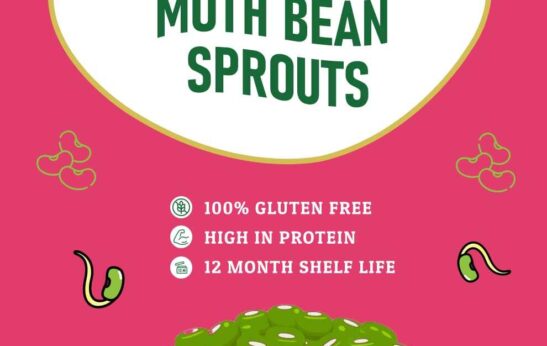 MOTH BEAN
SPROUTS
100% GLUTEN FREE
HIGH IN PROTEIN
12 MONTH SHELF LIFE